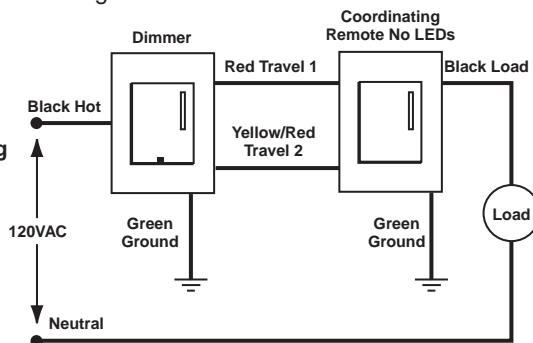 Coordinating
Remote No LEDs
Dimmer
Red Travel 1
Black Load
Black Hot
Yellow/Red
Travel 2
Load
Green
Ground
Green
Ground
120VAC
Neutral